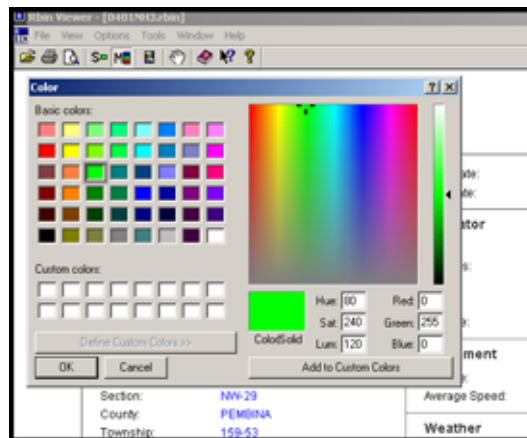 Rbin Viewer - [0401NH3.rbin]
File View Options Tools Window Help
Color
Basic colors:
Custom colors:
Define Custom Colors >>
OK Cancel
Color|Solid
Hue: 80 Red: 0
Sat: 240 Green: 255
Lum: 120 Blue: 0
Add to Custom Colors
ate:
ate:
ator
s:
e:
ment
Section: NW-29 Average Speed:
County: PEMBINA
Township: 159-53 Weather